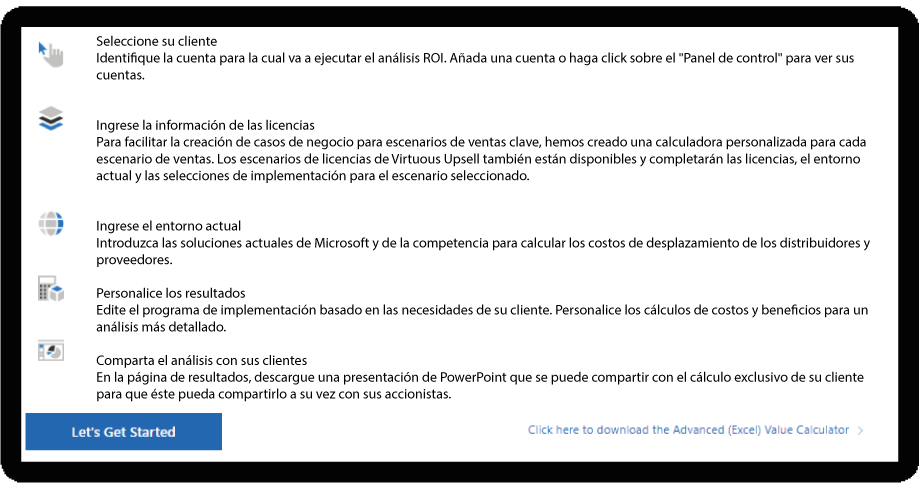 Seleccione su cliente
Identifique la cuenta para la cual va a ejecutar el análisis ROI. Añada una cuenta o haga click sobre el "Panel de control" para ver sus
cuentas.
Ingrese la información de las licencias
Para facilitar la creación de casos de negocio para escenarios de ventas clave, hemos creado una calculadora personalizada para cada
escenario de ventas. Los escenarios de licencias de Virtuous Upsell también están disponibles y completarán las licencias, el entorno
actual y las selecciones de implementación para el escenario seleccionado.
Ingrese el entorno actual
Introduzca las soluciones actuales de Microsoft y de la competencia para calcular los costos de desplazamiento de los distribuidores y
proveedores.
Personalice los resultados
Edite el programa de implementación basado en las necesidades de su cliente. Personalice los cálculos de costos y beneficios para un
análisis más detallado.
Comparta el análisis con sus clientes
En la página de resultados, descargue una presentación de PowerPoint que se puede compartir con el cálculo exclusivo de su cliente
para que éste pueda compartirlo a su vez con sus accionistas.
Let's Get Started
Click here to download the Advanced (Excel) Value Calculator >